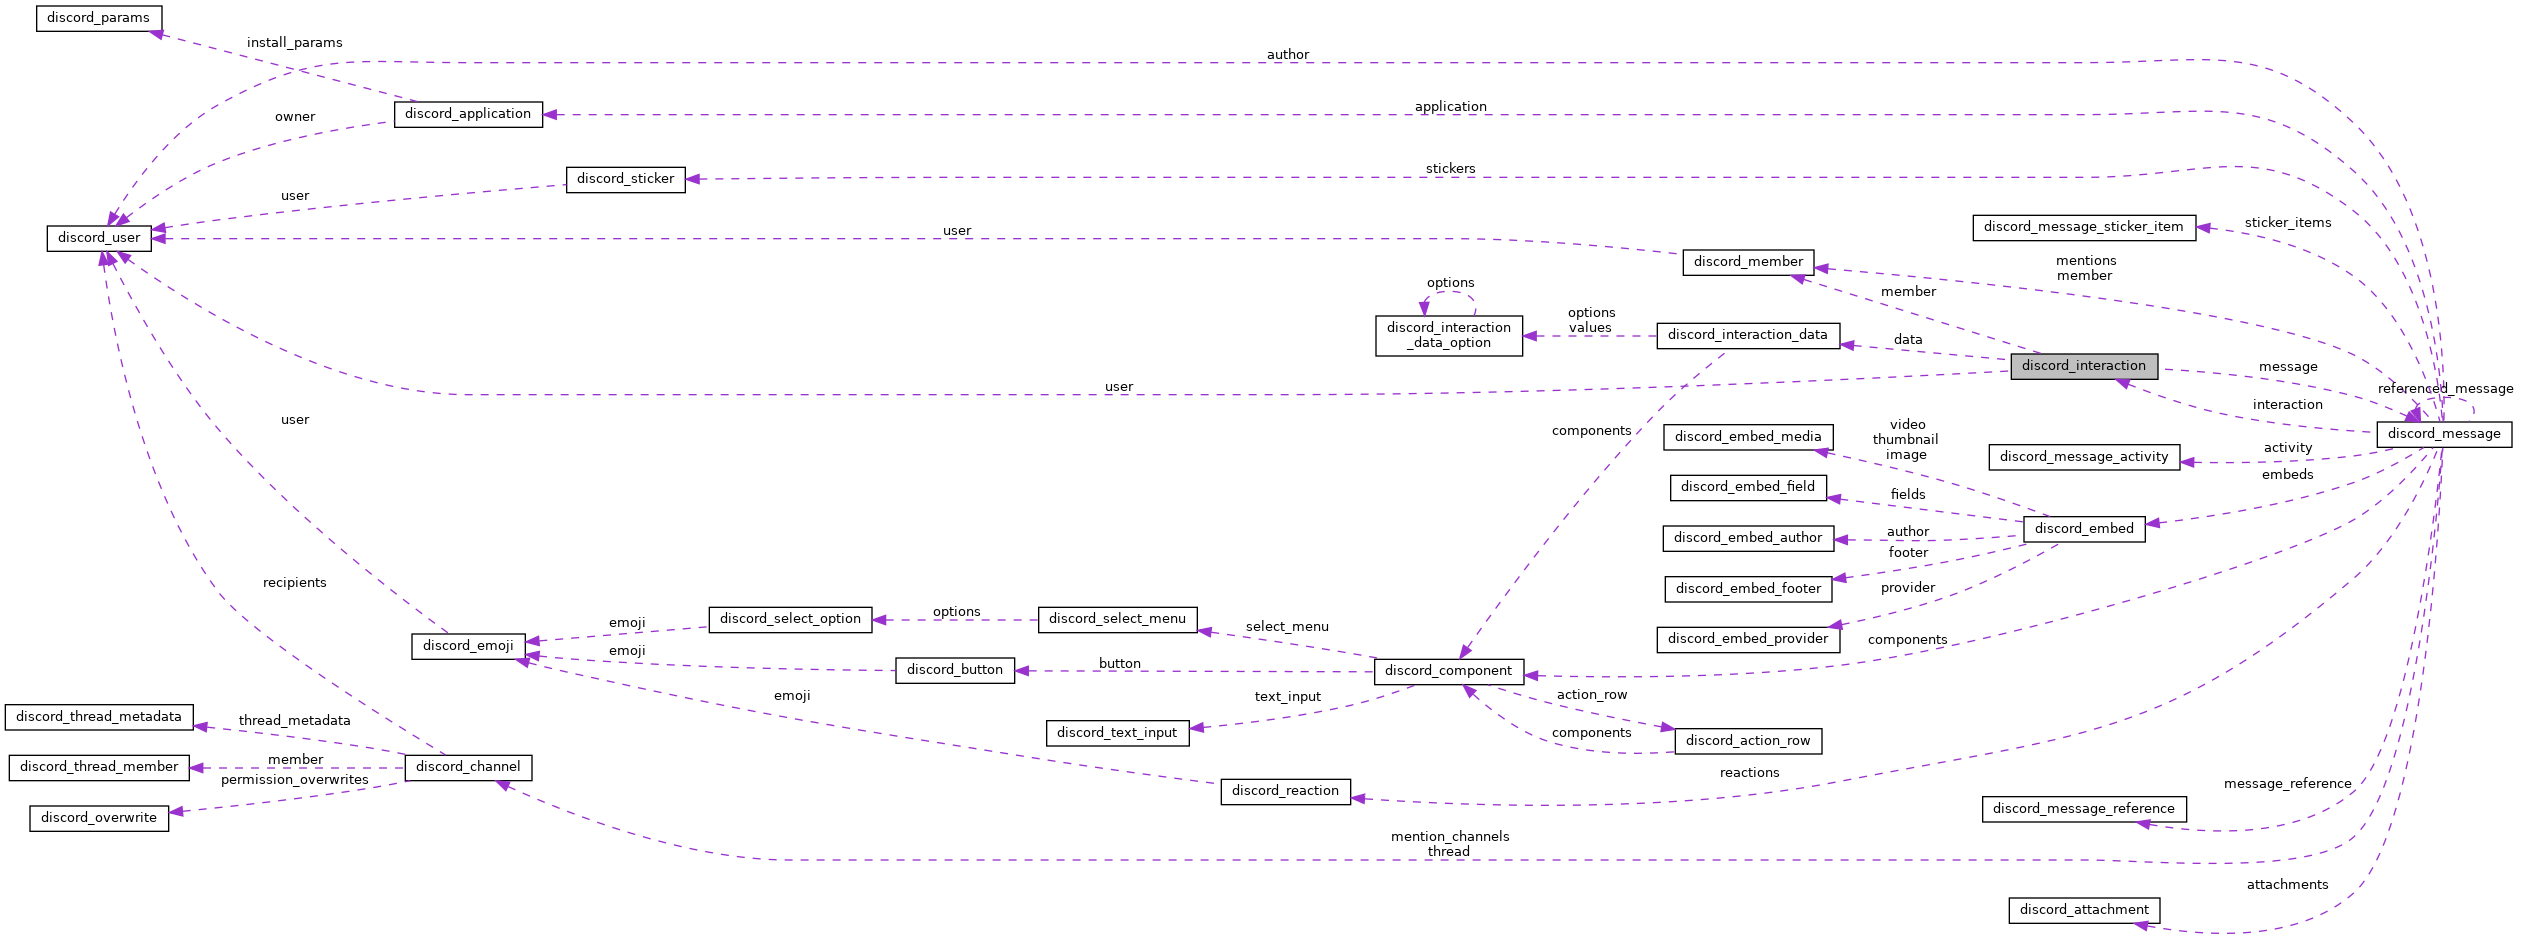 discord_params
install_params
author
discord_application
application
owner
discord_sticker
stickers
user
discord_user
user
discord_message_sticker_item
sticker_items
discord_member
mentions
member
member
options
discord_interaction
_data_option
options
values
discord_interaction_data
data
discord_interaction
message
referenced_message
interaction
user
discord_message
user
components
discord_embed_media
video
thumbnail
image
discord_message_activity
activity
embeds
discord_embed_field
fields
discord_embed
discord_embed_author
author
footer
discord_embed_footer
provider
discord_embed_provider
components
recipients
discord_emoji
emoji
emoji
discord_select_option
options
discord_select_menu
select_menu
discord_button
button
discord_component
emoji
text_input
discord_text_input
action_row
components
discord_action_row
discord_thread_metadata
thread_metadata
discord_thread_member
member
discord_channel
permission_overwrites
discord_overwrite
discord_reaction
reactions
message_reference
discord_message_reference
mention_channels
thread
attachments
discord_attachment